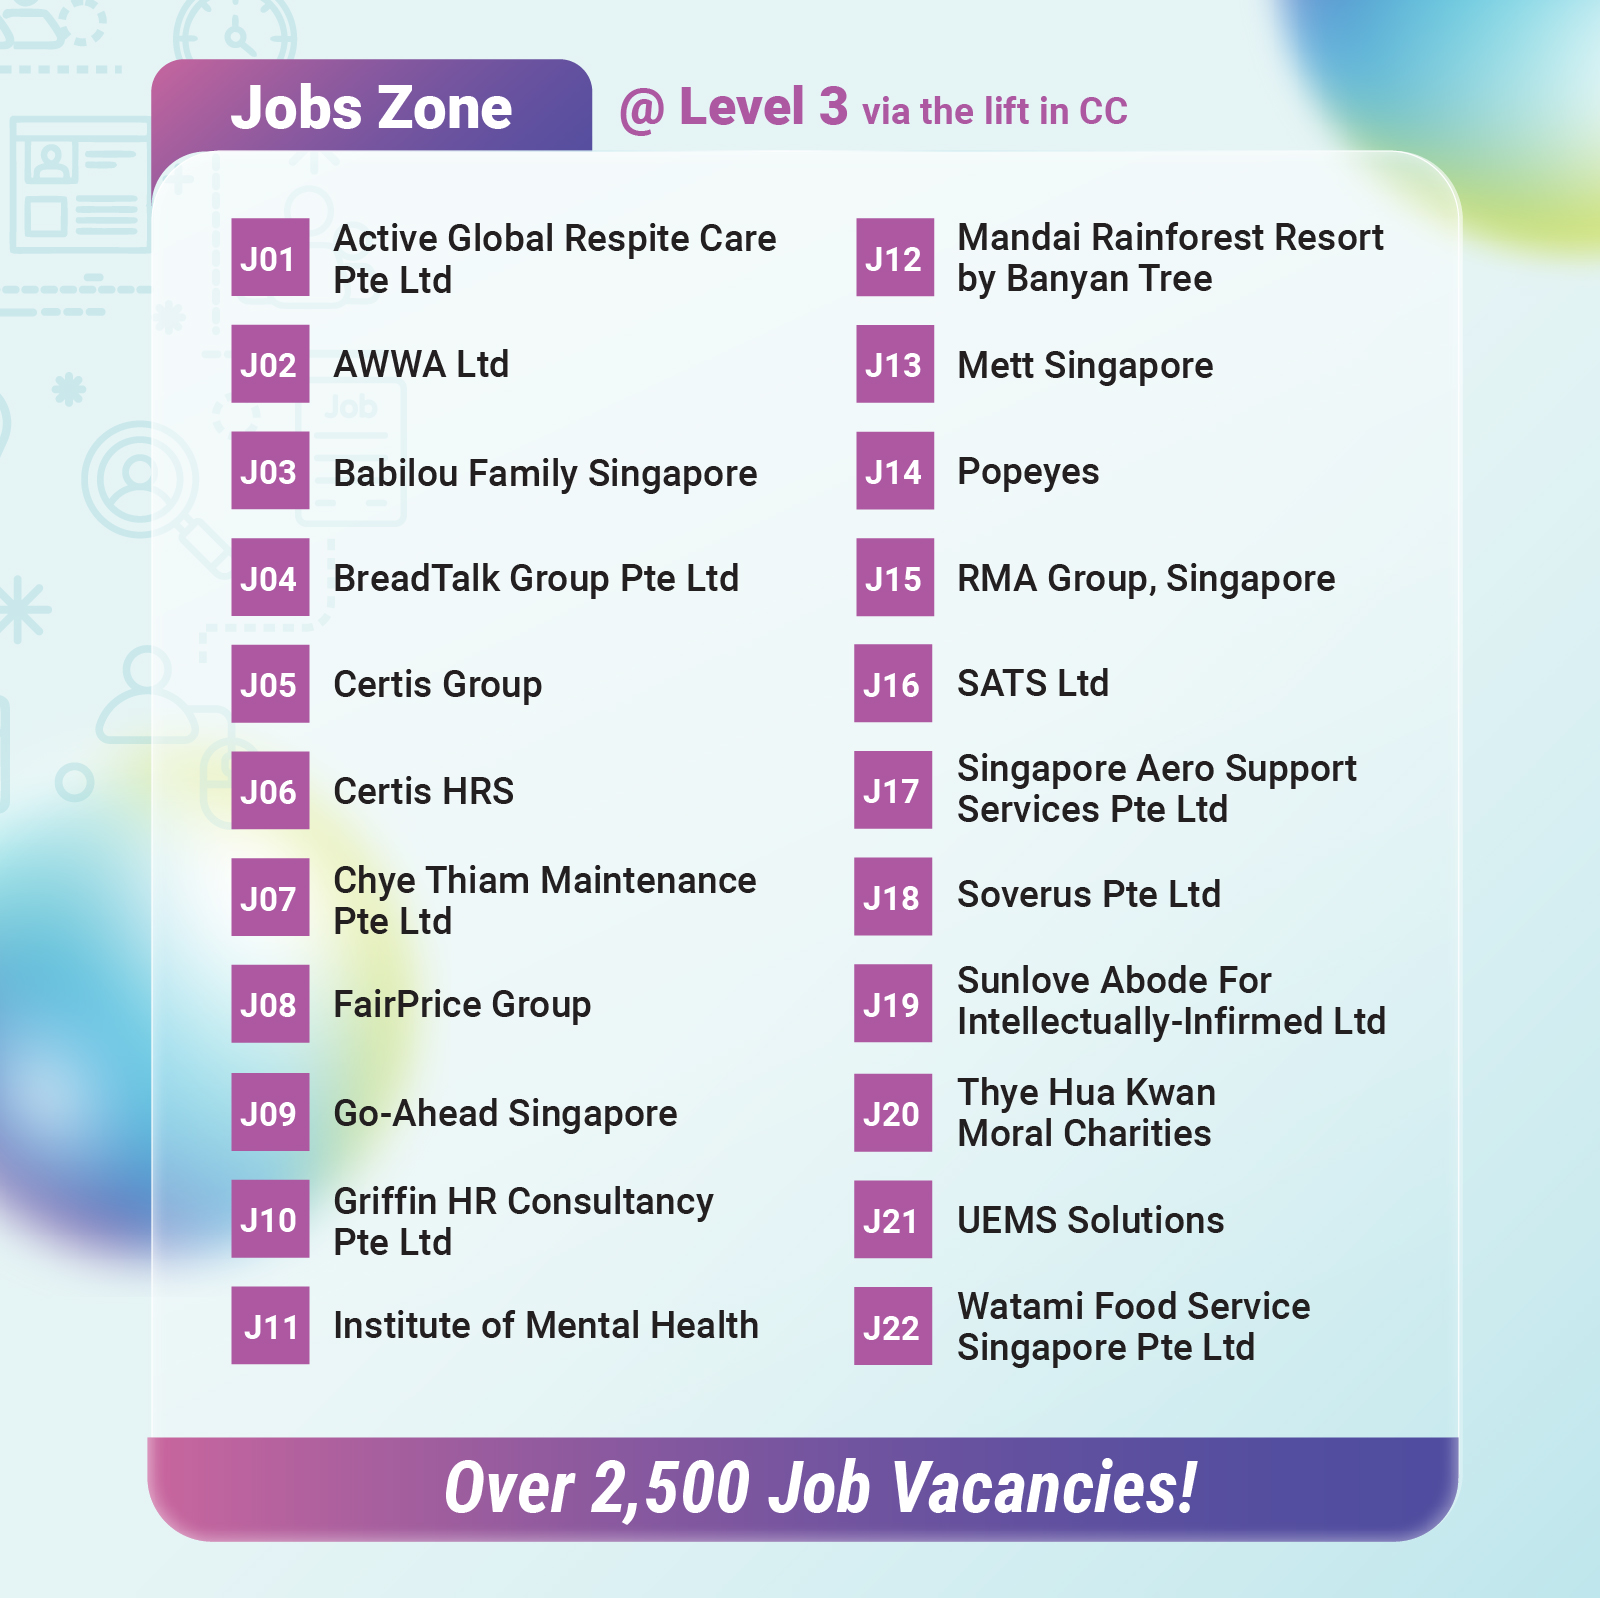 Jobs Zone
@ Level 3 via the lift in CC
J01 Active Global Respite Care
Pte Ltd
J02 AWWA Ltd
J03 Babilou Family Singapore
J04 BreadTalk Group Pte Ltd
J05 Certis Group
J06 Certis HRS
J07 Chye Thiam Maintenance
Pte Ltd
J08 FairPrice Group
J09 Go-Ahead Singapore
J10 Griffin HR Consultancy
Pte Ltd
J11 Institute of Mental Health
J12 Mandai Rainforest Resort
by Banyan Tree
J13 Mett Singapore
J14 Popeyes
J15 RMA Group, Singapore
J16 SATS Ltd
J17 Singapore Aero Support
Services Pte Ltd
J18 Soverus Pte Ltd
J19 Sunlove Abode For
Intellectually-Infirmed Ltd
J20 Thye Hua Kwan
Moral Charities
J21 UEMS Solutions
J22 Watami Food Service
Singapore Pte Ltd
Job
Over 2,500 Job Vacancies!